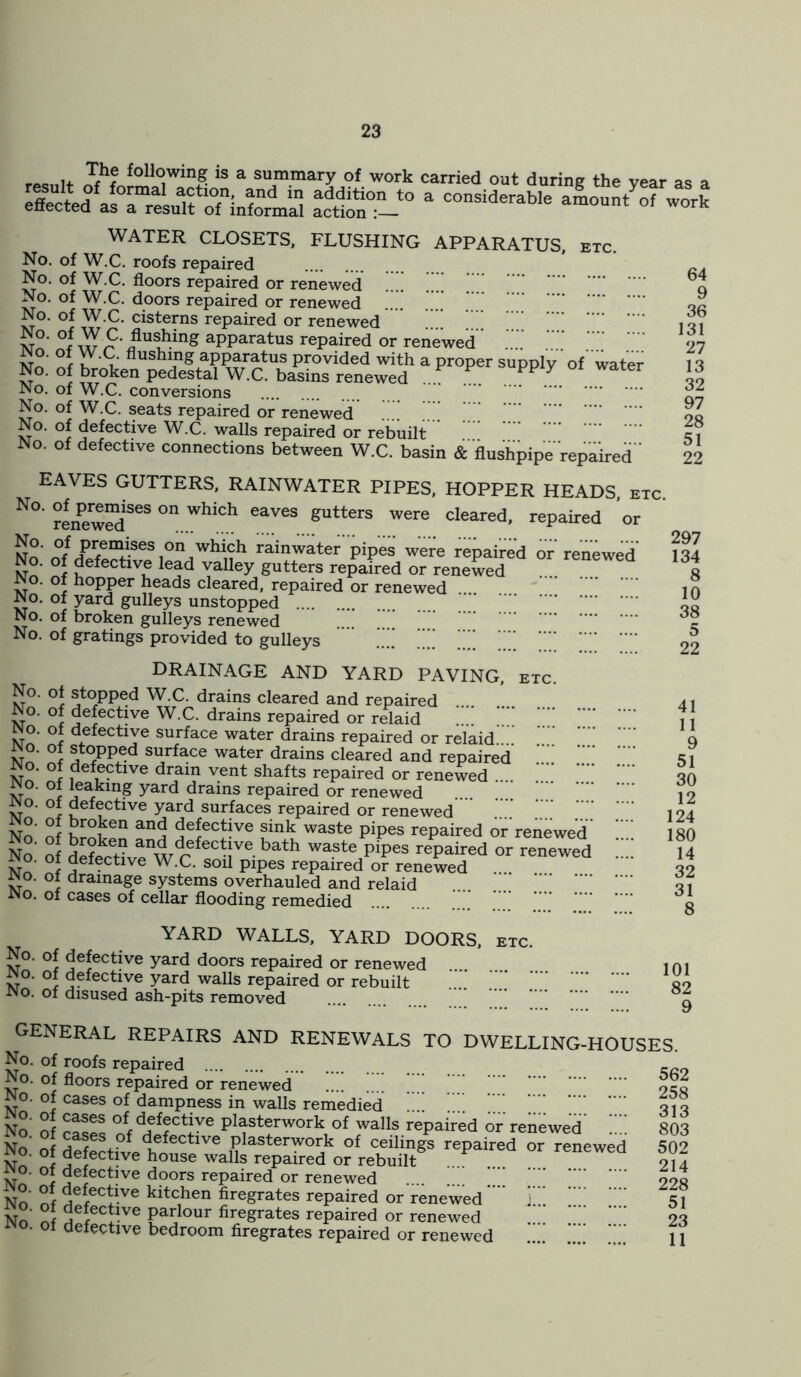 23
The following is a summary of work carried out during the year as a
result of formal action, and in addition to a considerable amount of work
effected as a result of informal action :—
WATER CLOSETS, FLUSHING APPARATUS, ETC.
No. of W.C. roofs repaired .... 64
No. of W.C. floors repaired or renewed .... 9
No. of W.C. doors repaired or renewed .... 36
No. of W.C. cisterns repaired or renewed .... 131
No. of W.C. flushing apparatus repaired or renewed .... 27
No. of W.C. flushing apparatus provided with a proper supply of water 13
No. of broken pedestal W.C. basins renewed .... 32
No. of W.C. conversions .... 97
No. of W.C. seats repaired or renewed .... 28
No. of defective W.C. walls repaired or rebuilt .... 51
No. of defective connections between W.C. basin & flushpipe repaired 22
EAVES GUTTERS, RAINWATER PIPES, HOPPER HEADS, ETC.
No. of premises on which eaves gutters were cleared, repaired or
renewed .... 297
No. of premises on which rainwater pipes were repaired or renewed 134
No. of defective lead valley gutters repaired or renewed .... 8
No. of hopper heads cleared, repaired or renewed .... 10
No. of yard gulleys unstopped .... 38
No. of broken gulleys renewed .... 5
No. of gratings provided to gulleys .... 22
DRAINAGE AND YARD PAVING, ETC.
No. of stopped W.C. drains cleared and repaired .... 41
No. of defective W.C. drains repaired or relaid .... 11
No. of defective surface water drains repaired or relaid.... 9
No. of stopped surface water drains cleared and repaired .... 51
No. of defective drain vent shafts repaired or renewed .... 30
No. of leaking yard drains repaired or renewed .... 12
No. of defective yard surfaces repaired or renewed .... 124
No. of broken and defective sink waste pipes repaired or renewed .... 180
No. of broken and defective bath waste pipes repaired or renewed .... 14
No. of defective W.C. soil pipes repaired or renewed .... 32
No. of drainage systems overhauled and relaid .... 31
No. of cases of cellar flooding remedied .... 8
YARD WALLS, YARD DOORS, ETC.
No. of defective yard doors repaired or renewed .... 101
No. of defective yard walls repaired or rebuilt .... 82
No. of disused ash-pits removed .... 9
GENERAL REPAIRS AND RENEWALS TO DWELLING-HOUSES.
No. of roofs repaired .... 562
No. of floors repaired or renewed .... 258
No. of cases of dampness in walls remedied .... 313
No. of cases of defective plasterwork of walls repaired or renewed .... 803
No. of cases of defective plasterwork of ceilings repaired or renewed 502
No. of defective house walls repaired or rebuilt .... 214
No. of defective doors repaired or renewed .... 228
No. of defective kitchen firegrates repaired or renewed .... 51
No. of defective parlour firegrates repaired or renewed .... 23
No. of defective bedroom firegrates repaired or renewed .... 11